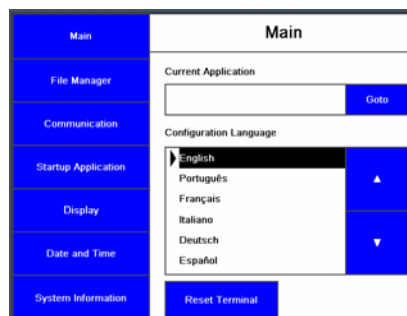 Main
File Manager
Communication
Startup Application
Display
Date and Time
System Information
Main
Current Application
Goto
Configuration Language
English
Português
Français
Italiano
Deutsch
Español
Reset Terminal